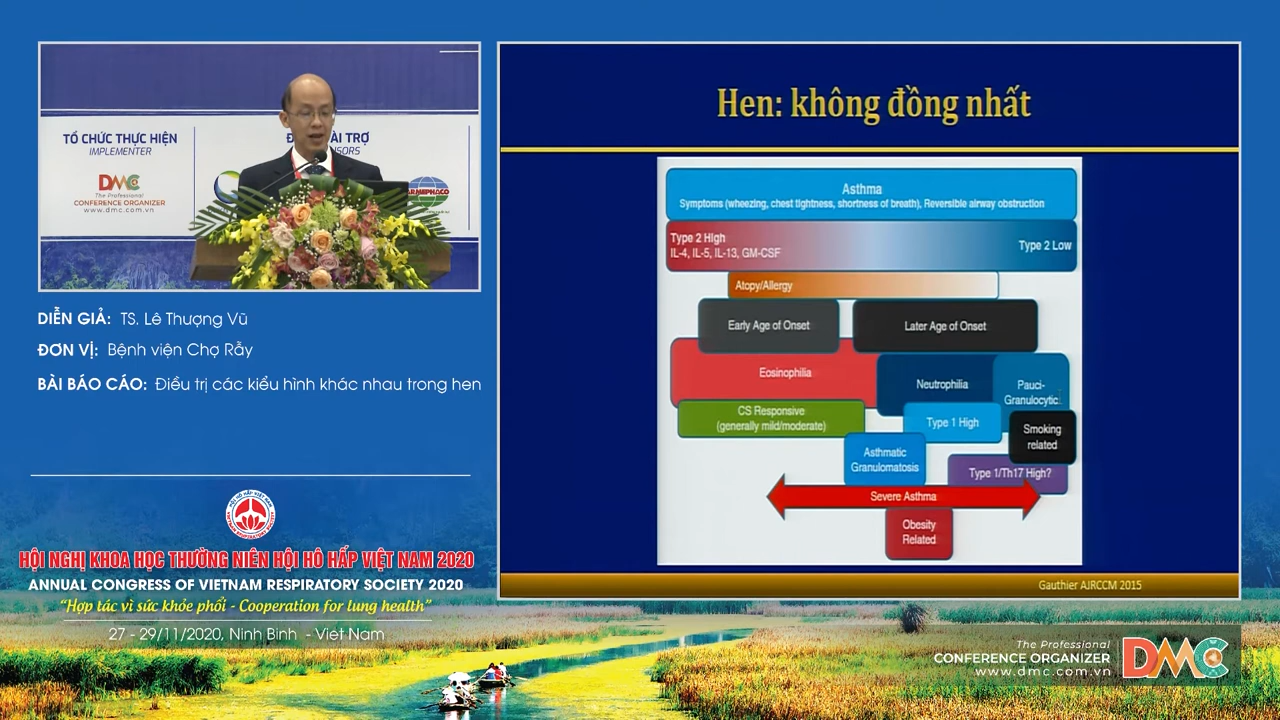 TỔ CHỨC THỰC HIỆN
IMPLEMENTER
DMC
The Professional
CONFERENCE ORGANIZER
www.dmc.com.vn
DIỄN GIẢ: TS. Lê Thượng Vũ
ĐƠN VỊ: Bệnh viện Chợ Rẫy
BÀI BÁO CÁO: Điều trị các kiểu hình khác nhau trong hen
HỘI NGHỊ KHOA HỌC THƯỜNG NIÊN HỘI HÔ HẤP VIỆT NAM 2020
ANNUAL CONGRESS OF VIETNAM RESPIRATORY SOCIETY 2020
“Hợp tác vì sức khỏe phổi - Cooperation for lung health”
27 - 29/11/2020, Ninh Bình - Việt Nam
Hen: không đồng nhất
Asthma
Symptoms (wheezing, chest tightness, shortness of breath), Reversible airway obstruction
Type 2 High
IL-4, IL-5, IL-13, GM-CSF
Type 2 Low
Atopy/Allergy
Early Age of Onset
Later Age of Onset
Eosinophilia
Neutrophilia
Pauci-
Granulocytic
CS Responsive
(generally mild/moderate)
Type 1 High
Smoking
related
Asthmatic
Granulomatosis
Type 1/Th17 High?
Severe Asthma
Obesity
Related
Gauthier AJRCCM 2015
The Professional
CONFERENCE ORGANIZER
www.dmc.com.vn
DMC